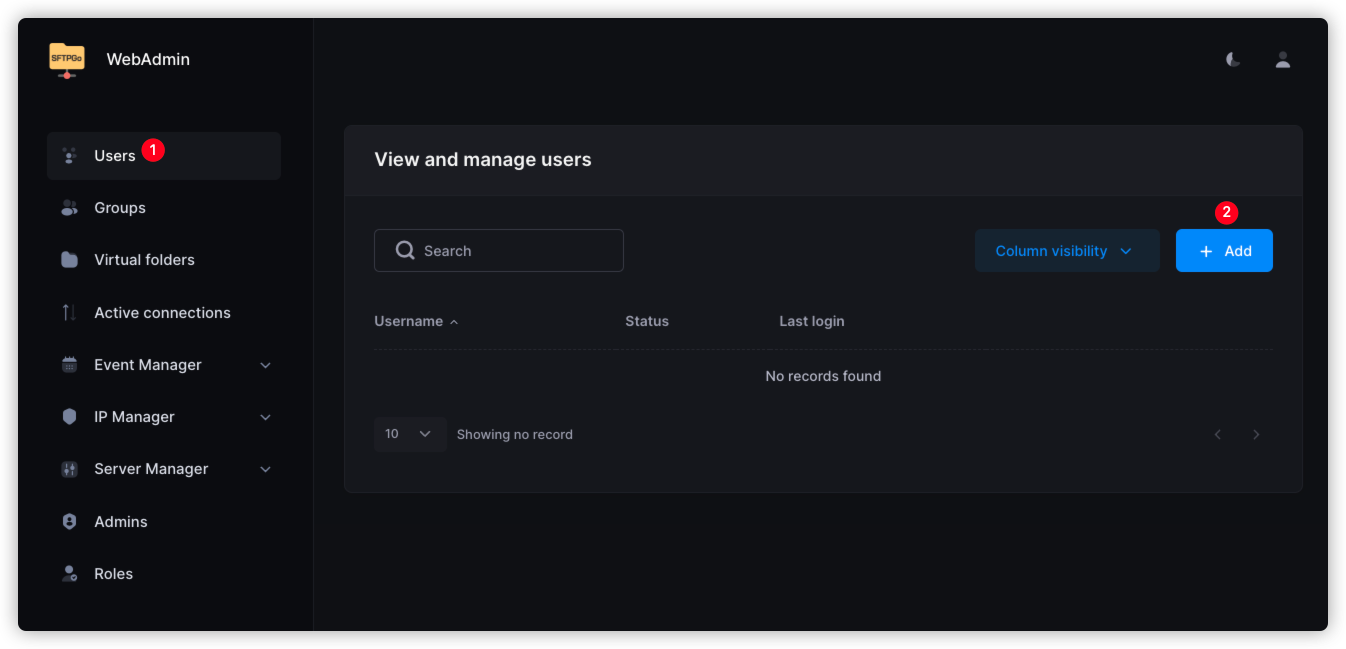 SFTPGo
WebAdmin
Users 1
Groups
Virtual folders
Active connections
Event Manager
IP Manager
Server Manager
Admins
Roles
View and manage users
2
Search
Column visibility
+ Add
Username Status Last login
No records found
10 Showing no record